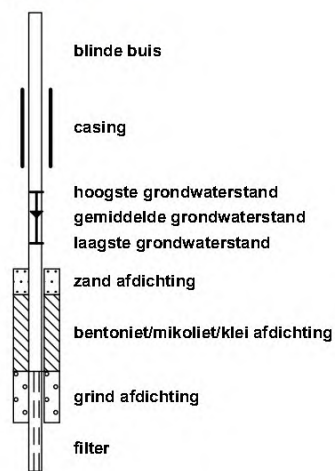 blinde buis
casing
hoogste grondwaterstand
gemiddelde grondwaterstand
laagste grondwaterstand
zand afdichting
bentoniet/mikoliet/klei afdichting
grind afdichting
filter